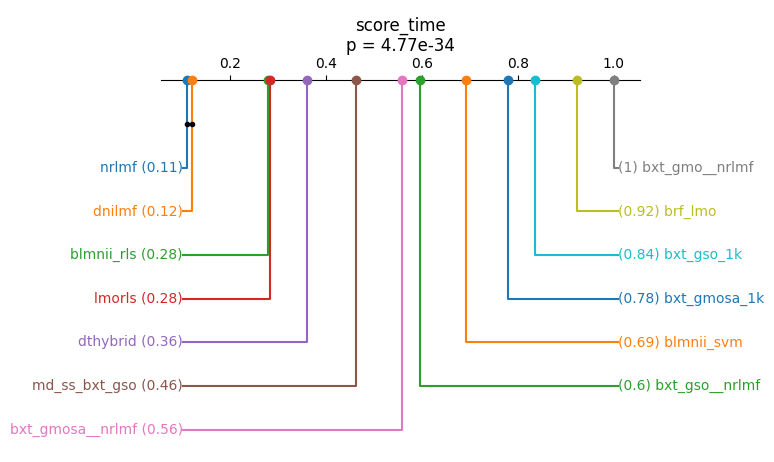 score_time
p = 4.77e-34
0.2 0.4 0.6 0.8 1.0
nrlmf (0.11)
dnilmf (0.12)
blmnii_rls (0.28)
lmorls (0.28)
dthybrid (0.36)
md_ss_bxt_gso (0.46)
bxt_gmosa__nrlmf (0.56)
(1) bxt_gmo__nrlmf
(0.92) brf_lmo
(0.84) bxt_gso_1k
(0.78) bxt_gmosa_1k
(0.69) blmnii_svm
(0.6) bxt_gso__nrlmf